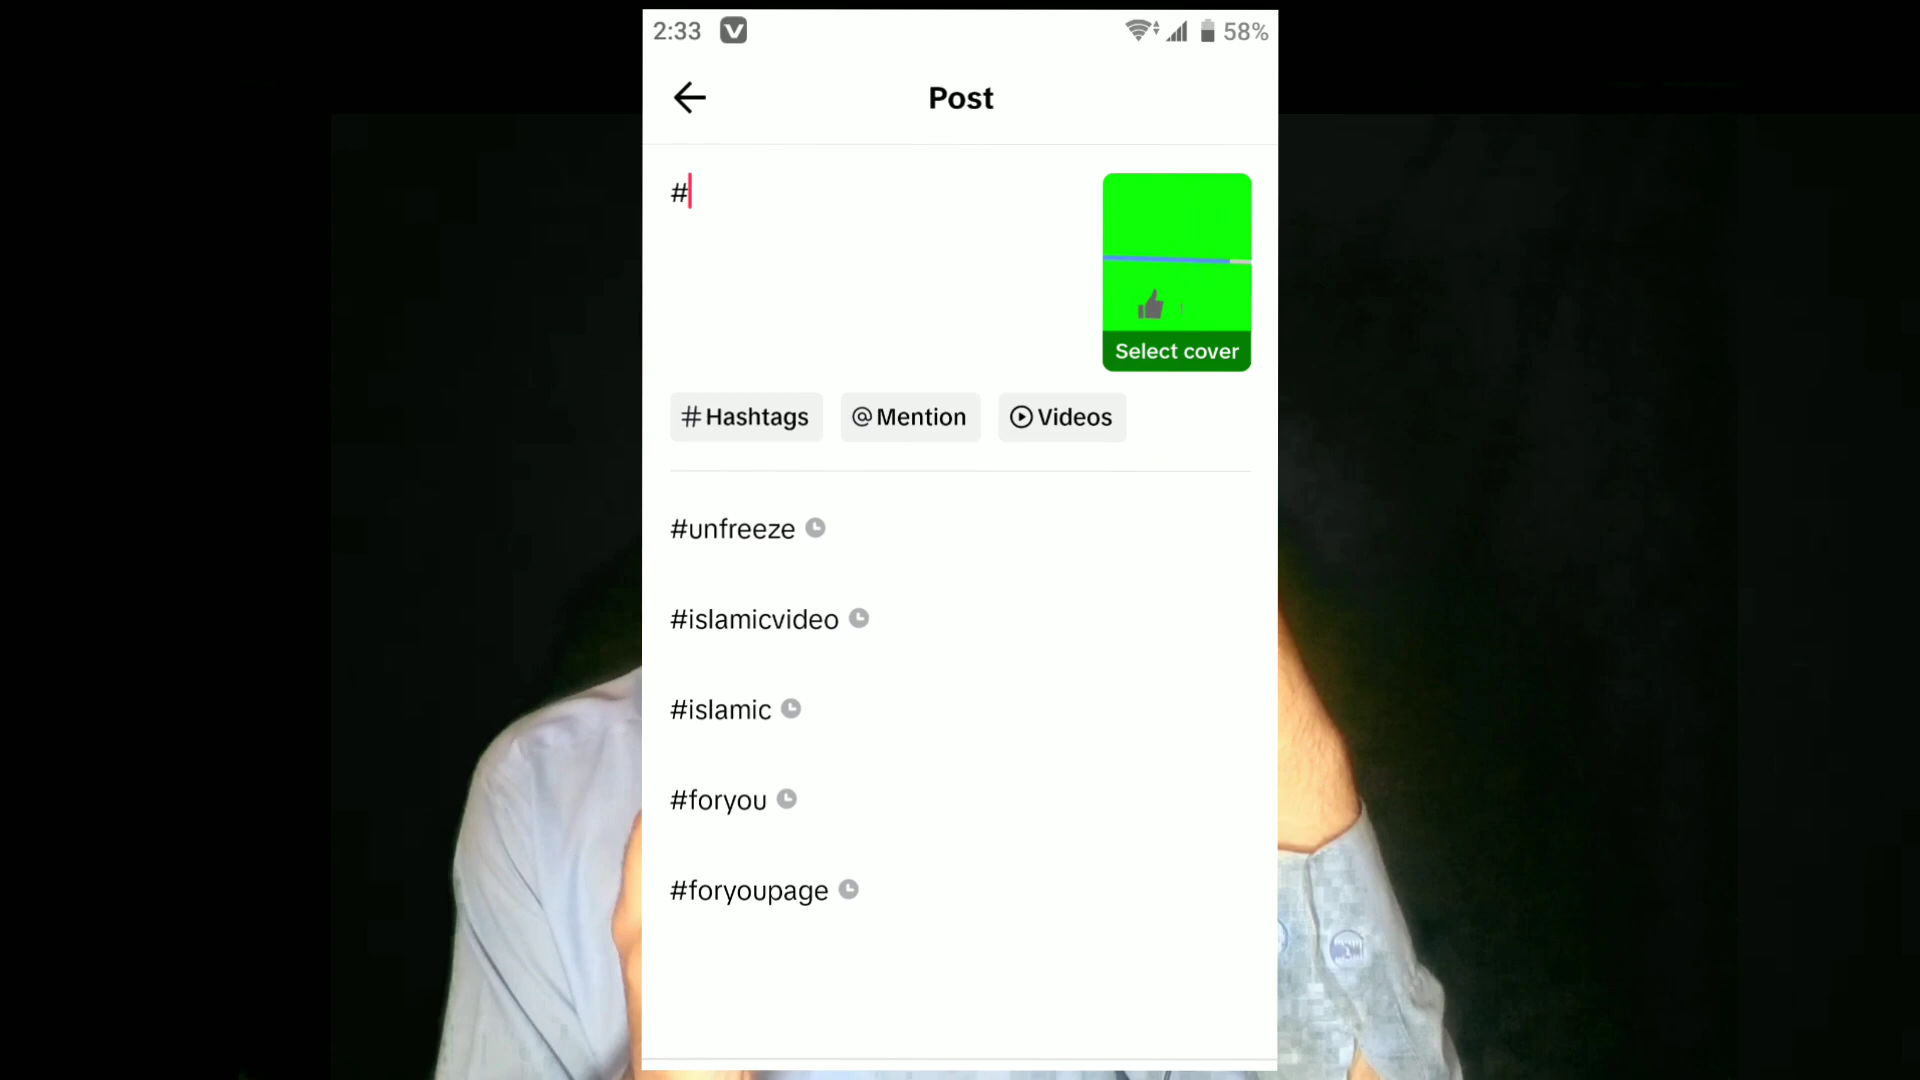 2:33 58%
Post
#
Select cover
#Hashtags @Mention Videos
#unfreeze
#islamicvideo
#islamic
#foryou
#foryoupage